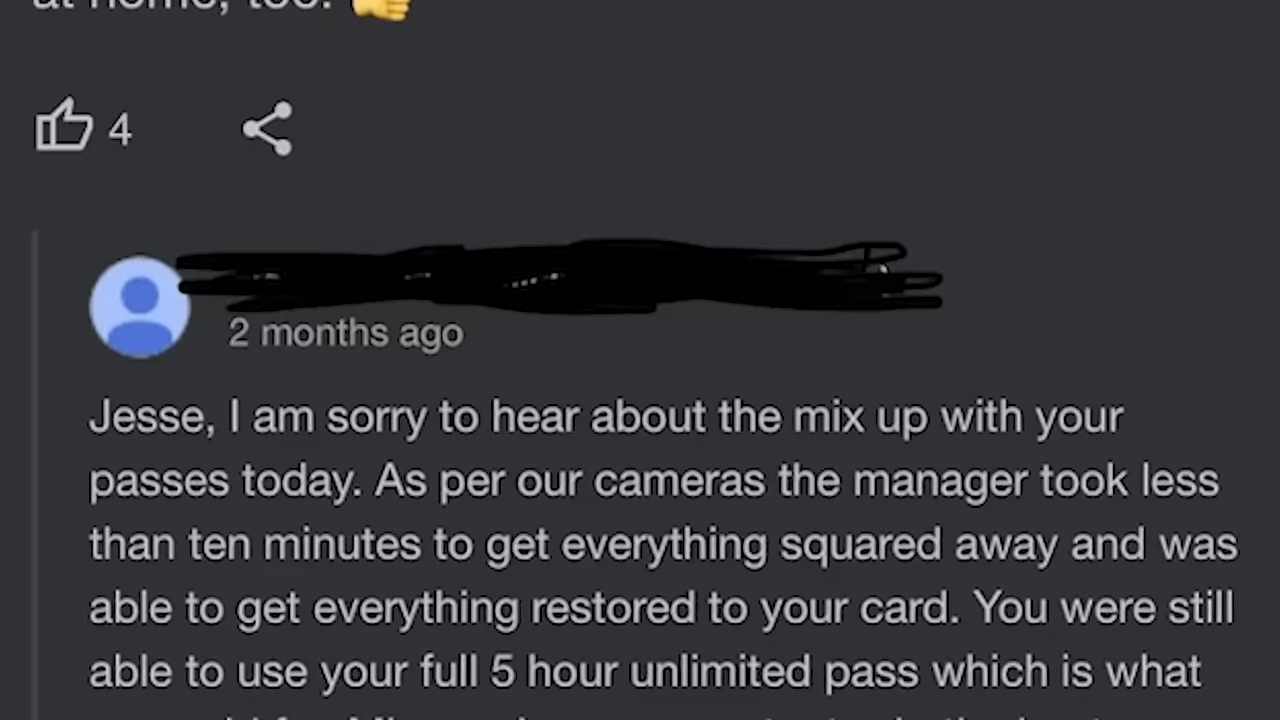 at home, too.
4
2 months ago
Jesse, I am sorry to hear about the mix up with your
passes today. As per our cameras the manager took less
than ten minutes to get everything squared away and was
able to get everything restored to your card. You were still
able to use your full 5 hour unlimited pass which is what